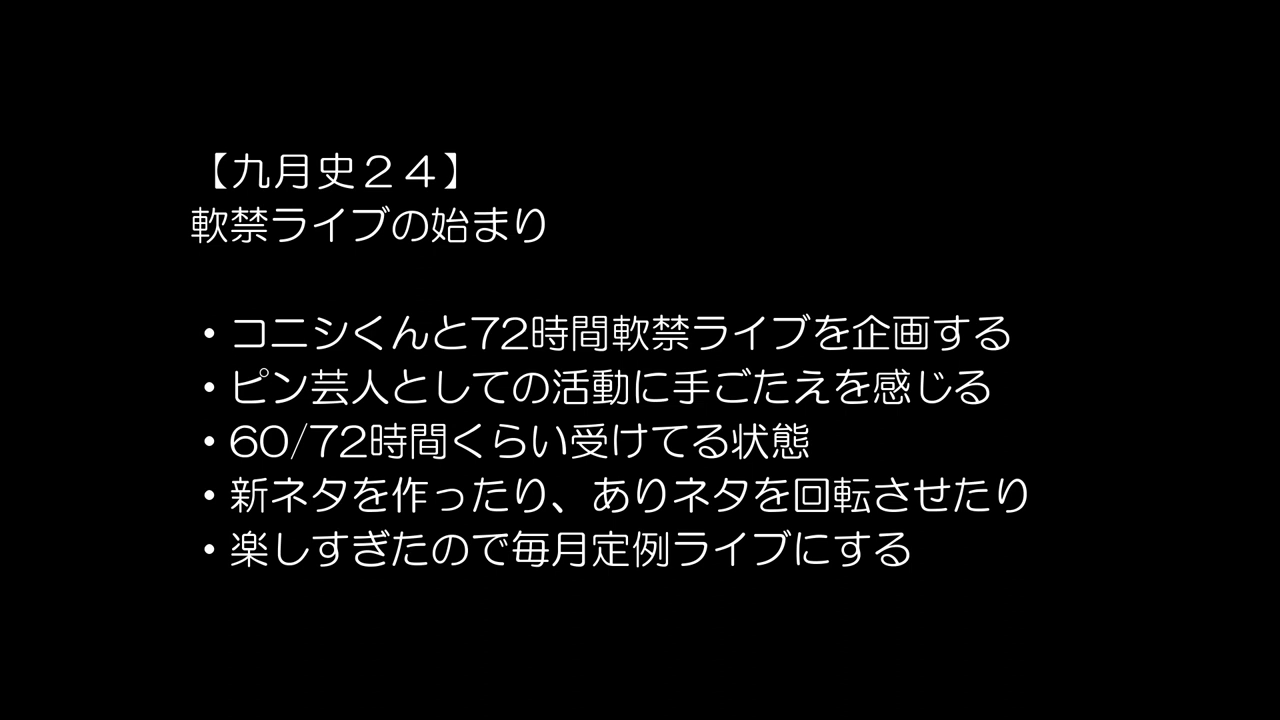 【九月史２４】
軟禁ライブの始まり
・コニシくんと72時間軟禁ライブを企画する
・ピン芸人としての活動に手ごたえを感じる
・60/72時間くらい受けてる状態
・新ネタを作ったり、ありネタを回転させたり
・楽しすぎたので毎月定例ライブにする